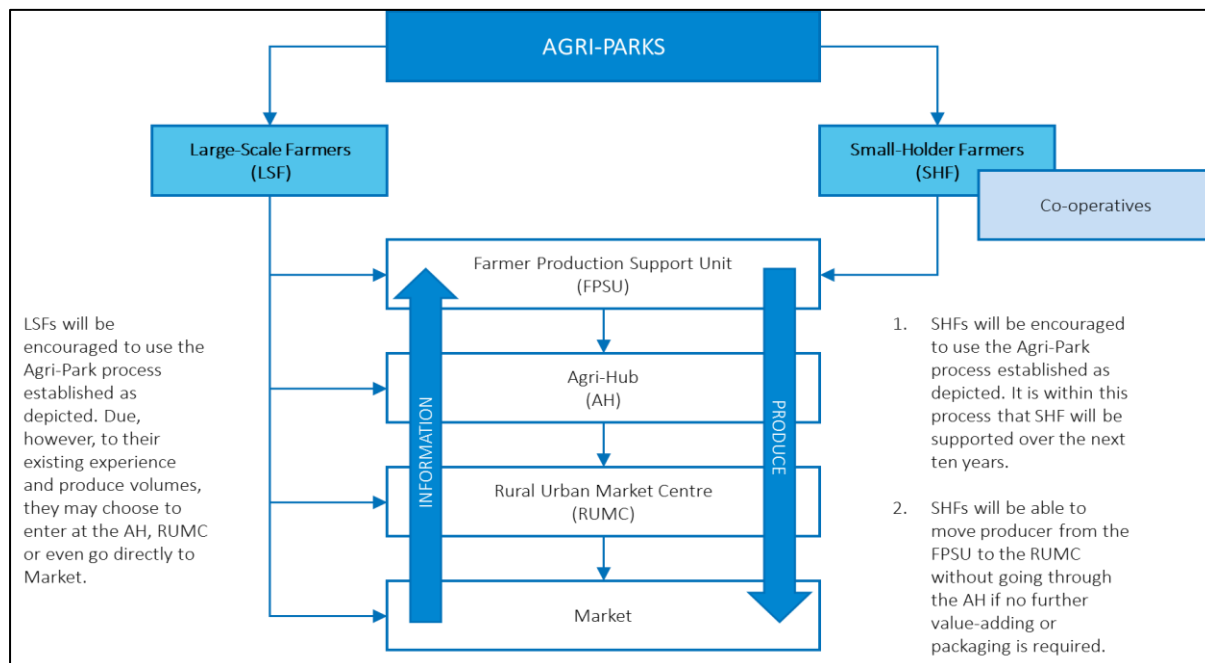 AGRI-PARKS
Large-Scale Farmers
(LSF)
Small-Holder Farmers
(SHF)
Co-operatives
Farmer Production Support Unit
(FPSU)
Agri-Hub
(AH)
Rural Urban Market Centre
(RUMC)
Market
INFORMATION
PRODUCE
LSFs will be
encouraged to use the
Agri-Park process
established as
depicted. Due,
however, to their
existing experience
and produce volumes,
they may choose to
enter at the AH, RUMC
or even go directly to
Market.
1. SHFs will be encouraged
to use the Agri-Park
process established as
depicted. It is within this
process that SHF will be
supported over the next
ten years.
2. SHFs will be able to
move producer from the
FPSU to the RUMC
without going through
the AH if no further
value-adding or
packaging is required.